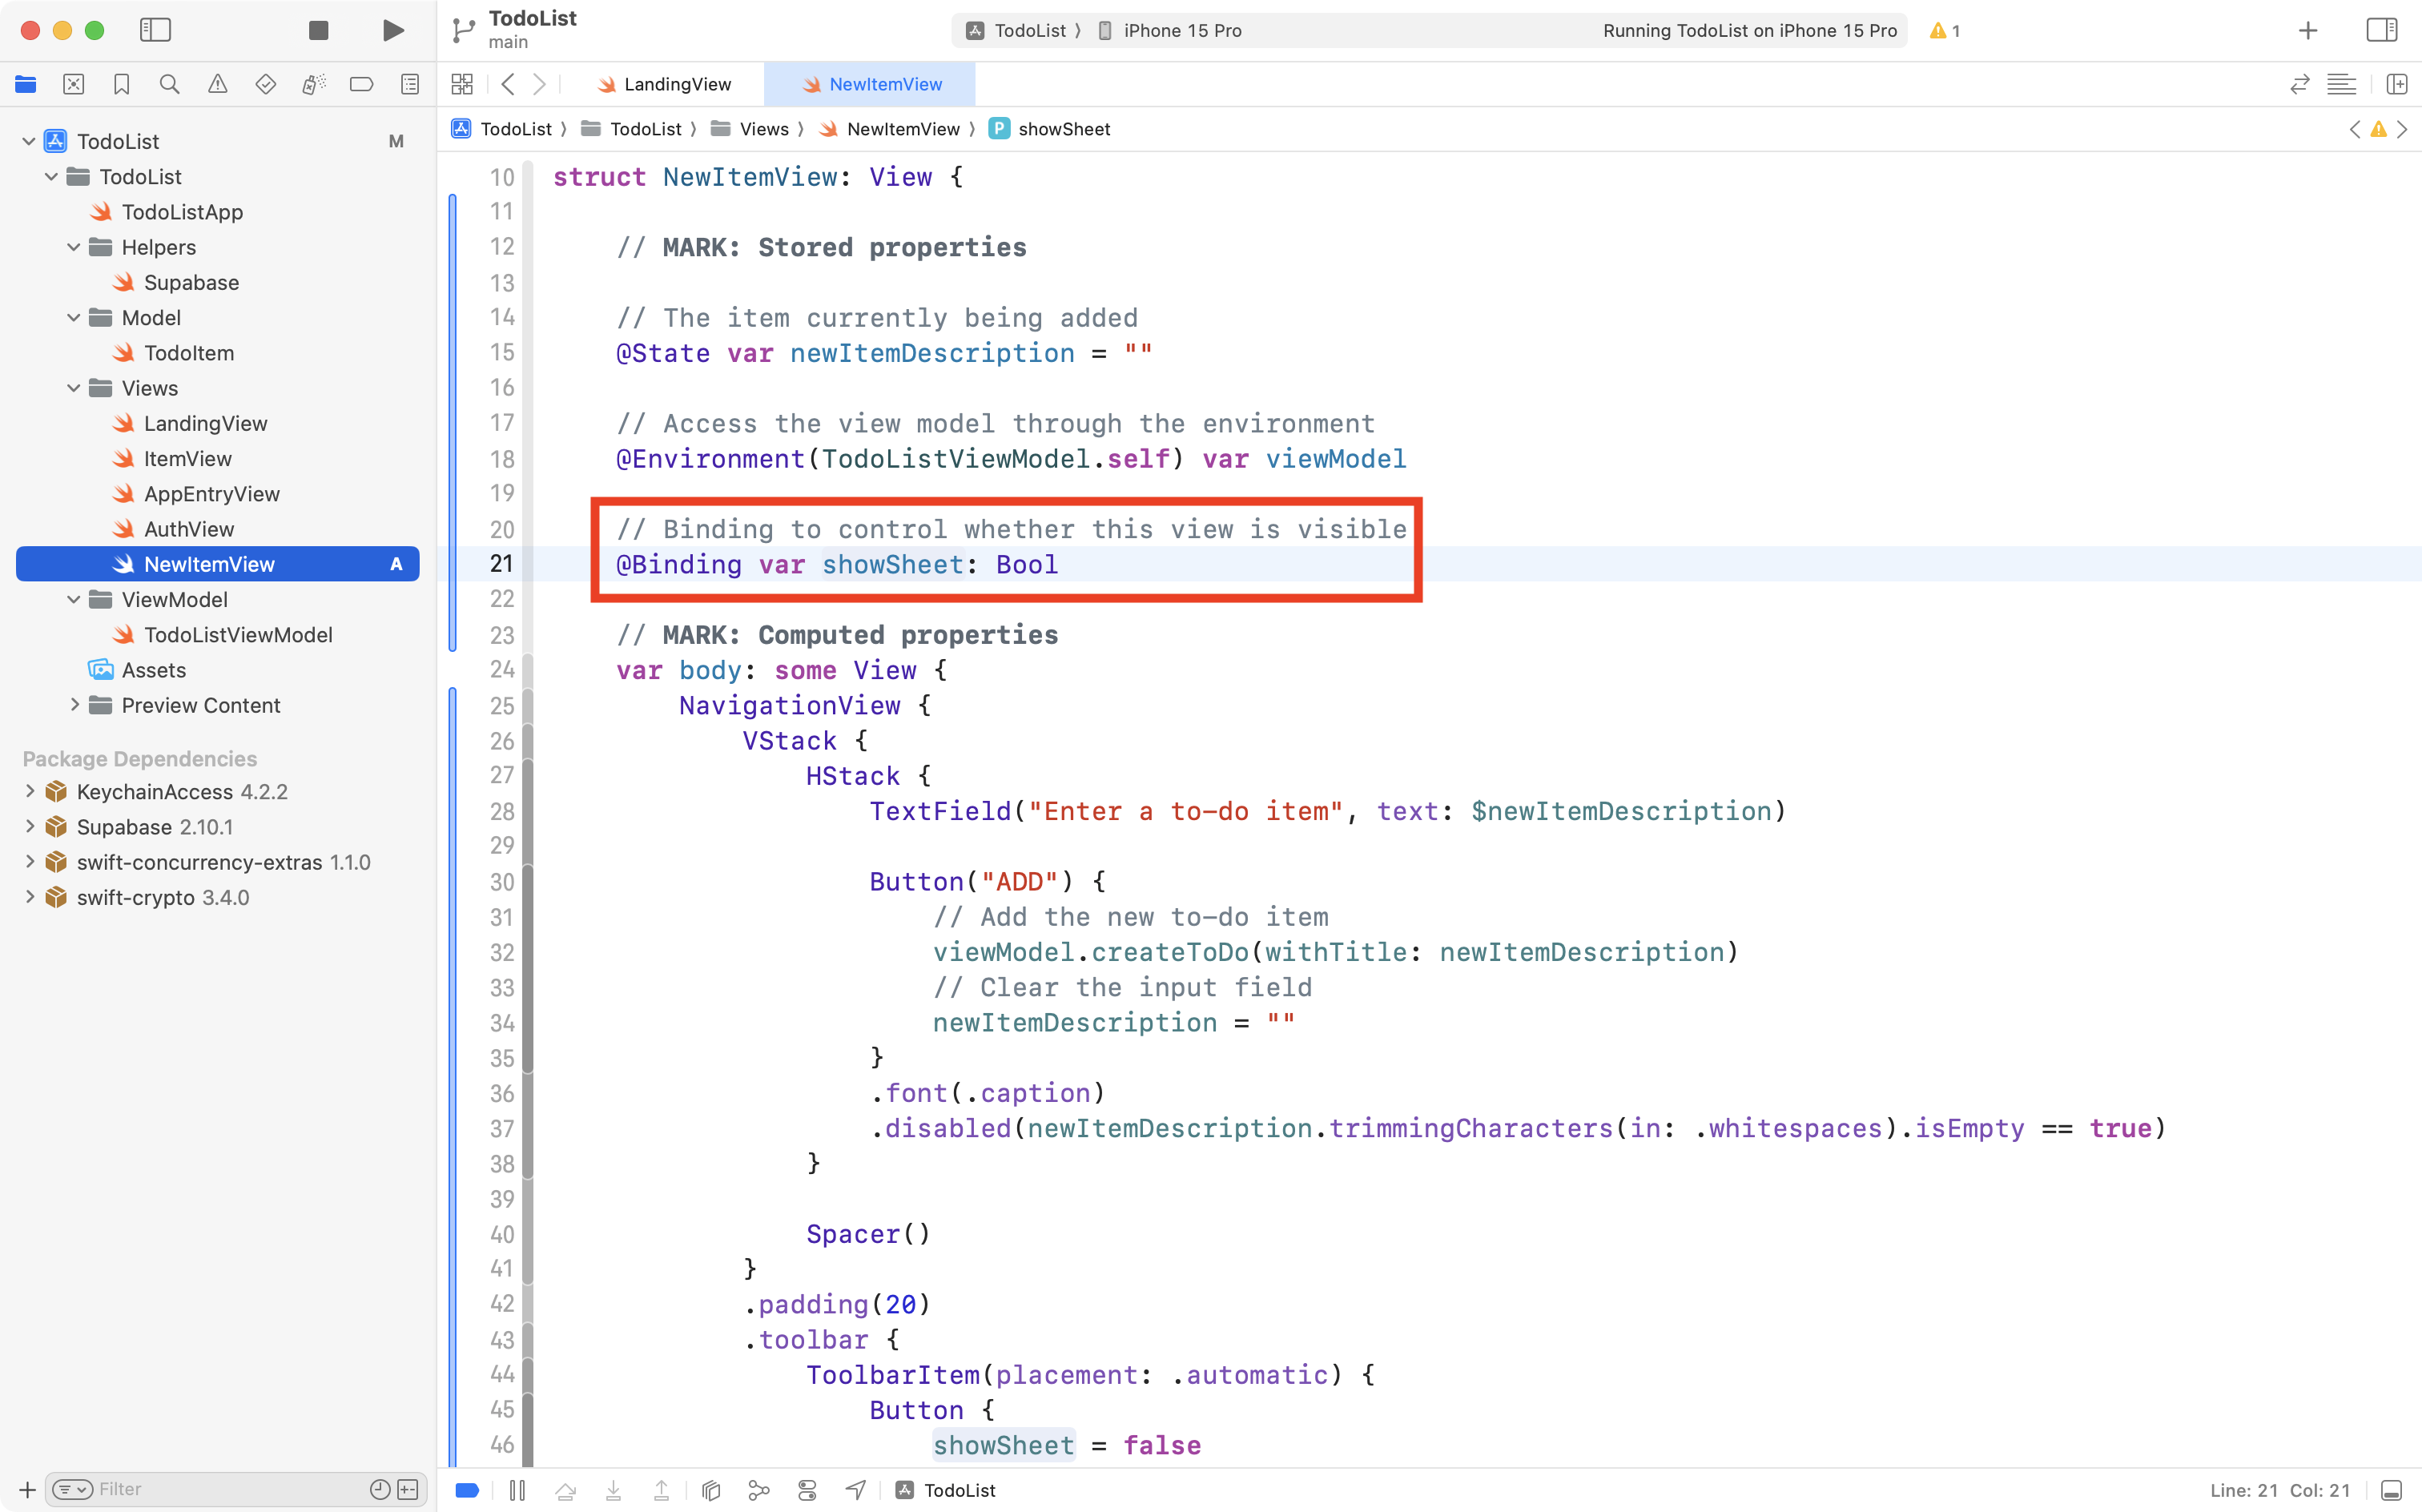 TodoList
main
TodoList
iPhone 15 Pro
Running TodoList on iPhone 15 Pro
1
LandingView
NewItemView
TodoList
TodoList
Views
NewItemView
P
showSheet
TodoList
M
TodoList
TodoListApp
Helpers
Supabase
Model
TodoItem
Views
LandingView
ItemView
AppEntryView
AuthView
NewItemView
A
ViewModel
TodoListViewModel
Assets
Preview Content
Package Dependencies
KeychainAccess 4.2.2
Supabase 2.10.1
swift-concurrency-extras 1.1.0
swift-crypto 3.4.0
Filter
10 struct NewItemView: View {
11
12 // MARK: Stored properties
13
14 // The item currently being added
15 @State var newItemDescription = ""
16
17 // Access the view model through the environment
18 @Environment(TodoListViewModel.self) var viewModel
19
20 // Binding to control whether this view is visible
21 @Binding var showSheet: Bool
22
23 // MARK: Computed properties
24 var body: some View {
25 NavigationView {
26 VStack {
27 HStack {
28 TextField("Enter a to-do item", text: $newItemDescription)
29
30 Button("ADD") {
31 // Add the new to-do item
32 viewModel.createToDo(withTitle: newItemDescription)
33 // Clear the input field
34 newItemDescription = ""
35 }
36 .font(.caption)
37 .disabled(newItemDescription.trimmingCharacters(in: .whitespaces).isEmpty == true)
38 }
39
40 Spacer()
41 }
42 .padding(20)
43 .toolbar {
44 ToolbarItem(placement: .automatic) {
45 Button {
46 showSheet = false
TodoList
Line: 21 Col: 21